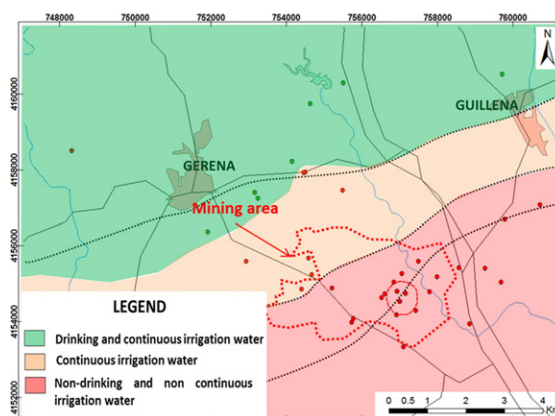 748000 750000 752000 754000 756000 758000 760000
N
4160000
GUILLENA
4158000
GERENA
Mining area
4156000
LEGEND
4154000
Drinking and continuous irrigation water
Continuous irrigation water
Non-drinking and non continuous
irrigation water
4152000
0 0.5 1 2 3 4